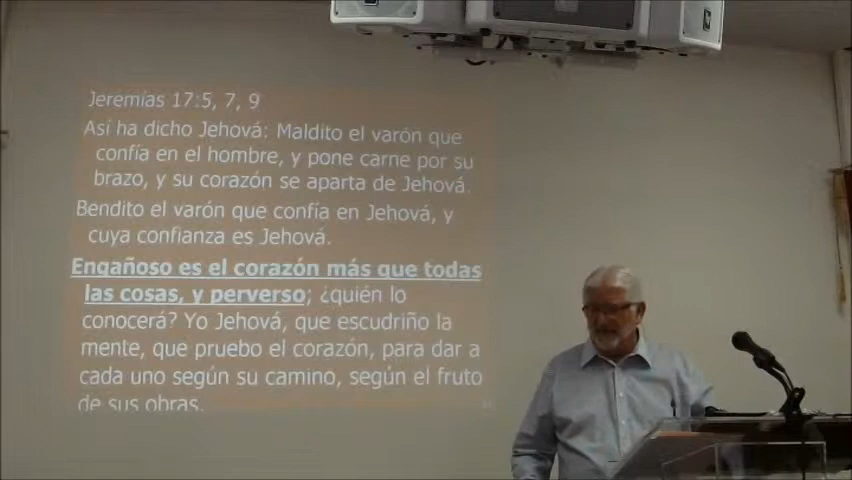 Jeremías 17:5, 7, 9
Así ha dicho Jehová: Maldito el varón que
confía en el hombre, y pone carne por su
brazo, y su corazón se aparta de Jehová.
Bendito el varón que confía en Jehová, y
cuya confianza es Jehová.
Engañoso es el corazón más que todas
las cosas, y perverso; ¿quién lo
conocerá? Yo Jehová, que escudriño la
mente, que pruebo el corazón, para dar a
cada uno según su camino, según el fruto
de sus obras.